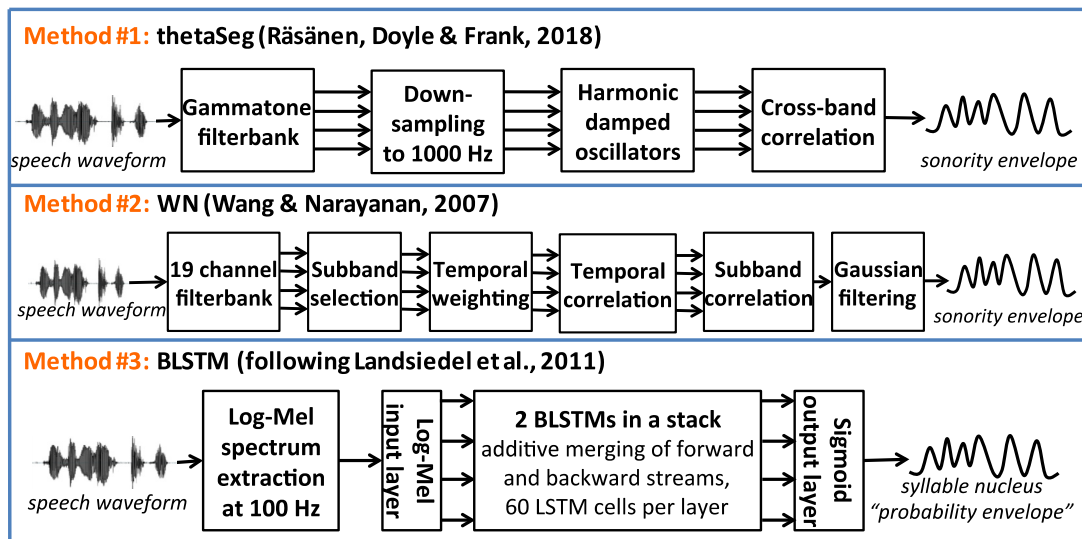 Method #1: thetaSeg (Räsänen, Doyle & Frank, 2018)
speech waveform
Gammatone
filterbank
Down-
sampling
to 1000 Hz
Harmonic
damped
oscillators
Cross-band
correlation
sonority envelope
Method #2: WN (Wang & Narayanan, 2007)
speech waveform
19 channel
filterbank
Subband
selection
Temporal
weighting
Temporal
correlation
Subband
correlation
Gaussian
filtering
sonority envelope
Method #3: BLSTM (following Landsiedel et al., 2011)
speech waveform
Log-Mel
spectrum
extraction
at 100 Hz
Log-Mel
input layer
2 BLSTMs in a stack
additive merging of forward
and backward streams,
60 LSTM cells per layer
Sigmoid
output layer
syllable nucleus
“probability envelope”